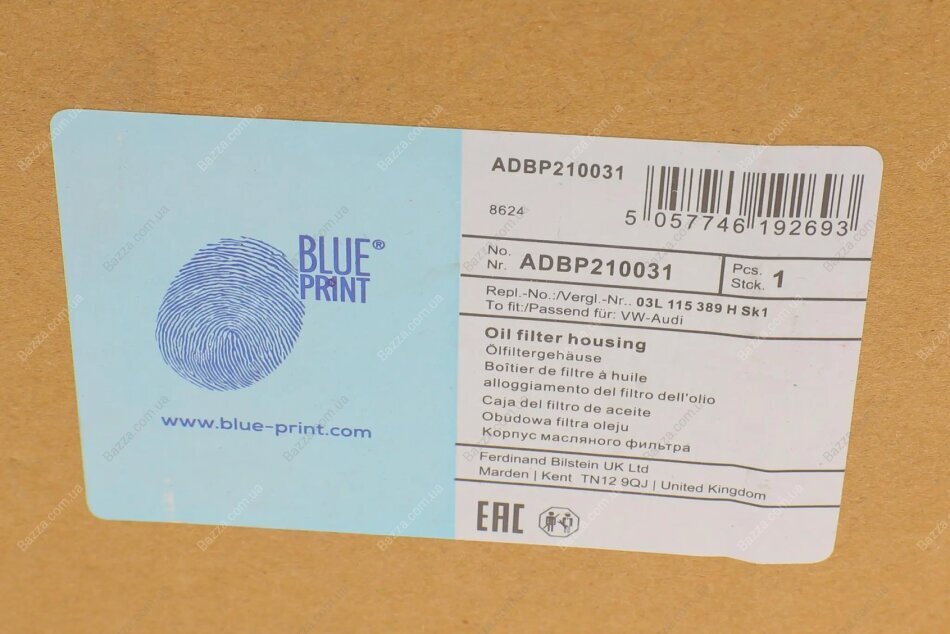 BLUE®
PRINT
www.blue-print.com
ADBP210031
8624
5 057746 192693
No.
Nr. ADBP210031
Pcs.
Stck. 1
Repl.-No.:/Vergl.-Nr.. 03L 115 389 H Sk1
To fit:/Passend für: VW-Audi
Oil filter housing
Ölfiltergehäuse
Boîtier de filtre à huile
alloggiamento del filtro dell'olio
Caja del filtro de aceite
Obudowa filtra oleju
Корпус масляного фильтра
Ferdinand Bilstein UK Ltd
Marden | Kent TN12 9QJ | United Kingdom
EAC
Bazza.com.ua